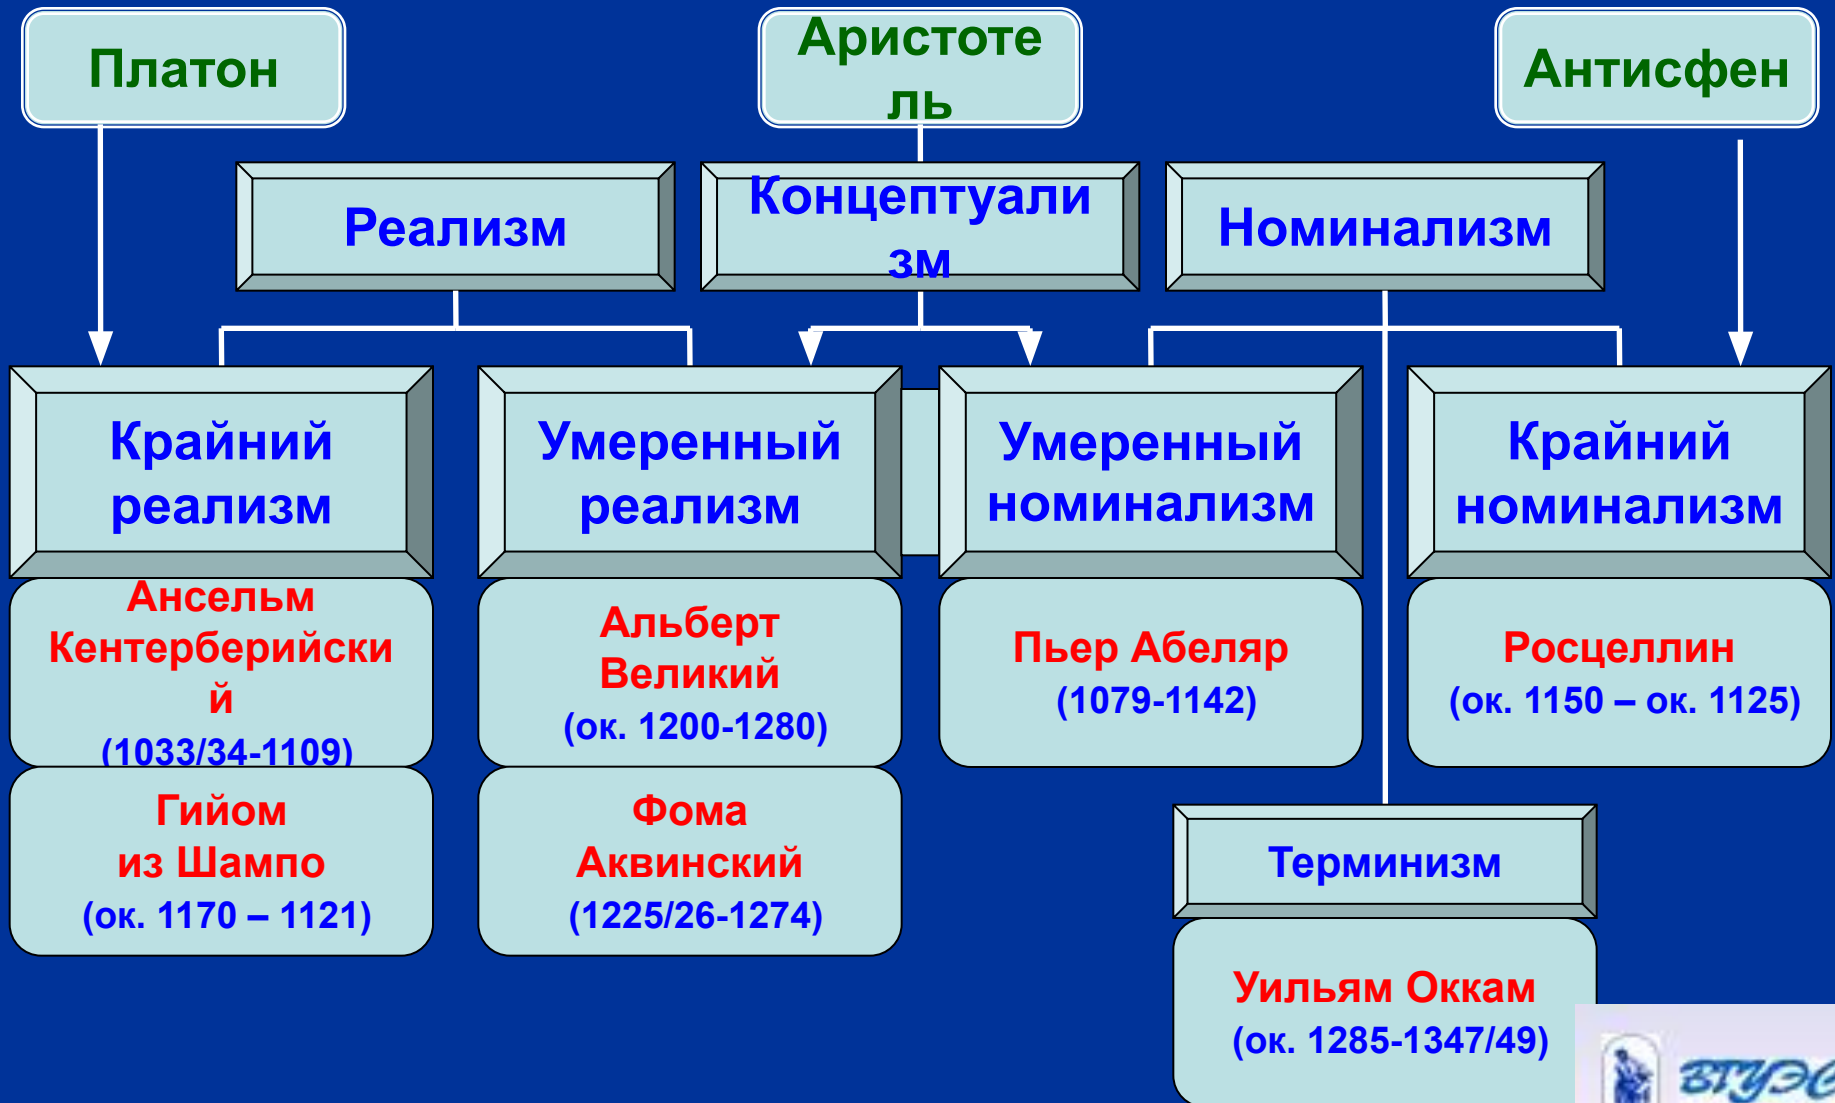 Платон
Аристоте
ль
Антисфен
Реализм
Концептуали
зм
Номинализм
Крайний
реализм
Умеренный
реализм
Умеренный
номинализм
Крайний
номинализм
Ансельм
Кентерберийски
й
(1033/34-1109)
Альберт
Великий
(ок. 1200-1280)
Пьер Абеляр
(1079-1142)
Росцеллин
(ок. 1150 – ок. 1125)
Гийом
из Шампо
(ок. 1170 – 1121)
Фома
Аквинский
(1225/26-1274)
Терминизм
Уильям Оккам
(ок. 1285-1347/49)
ВГУЭС